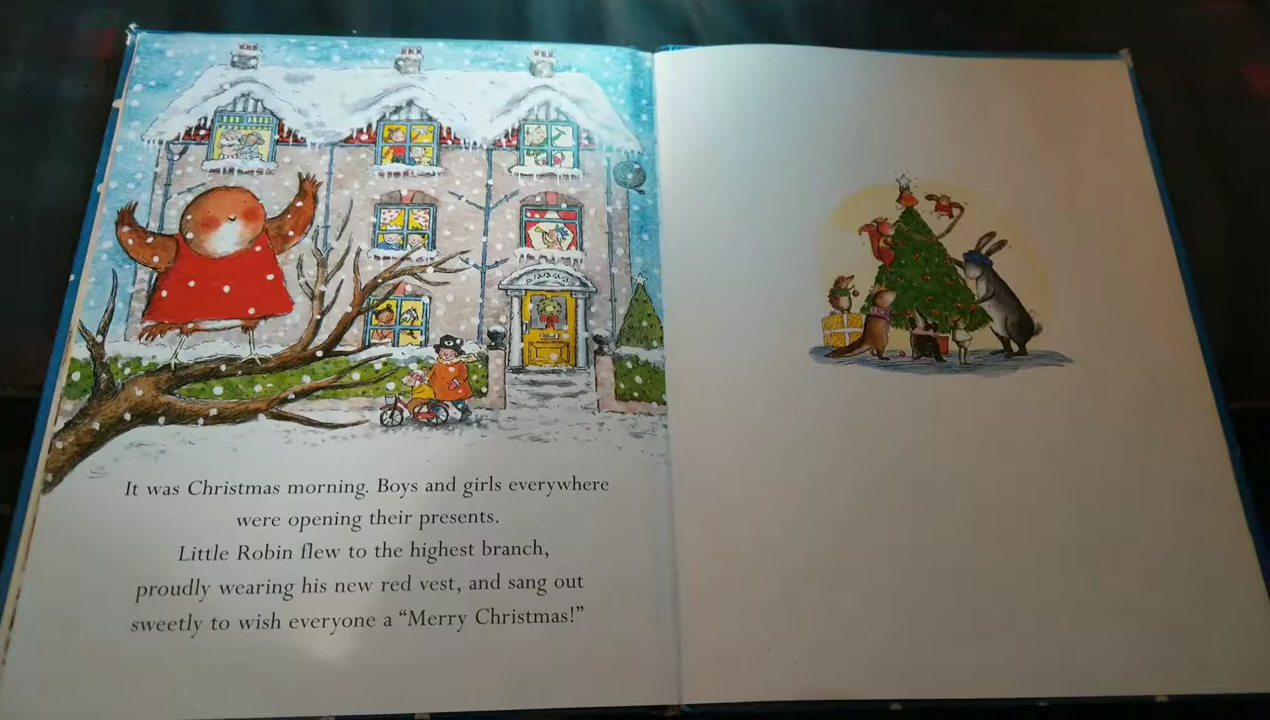 It was Christmas morning. Boys and girls everywhere
were opening their presents.
Little Robin flew to the highest branch,
proudly wearing his new red vest, and sang out
sweetly to wish everyone a “Merry Christmas!”